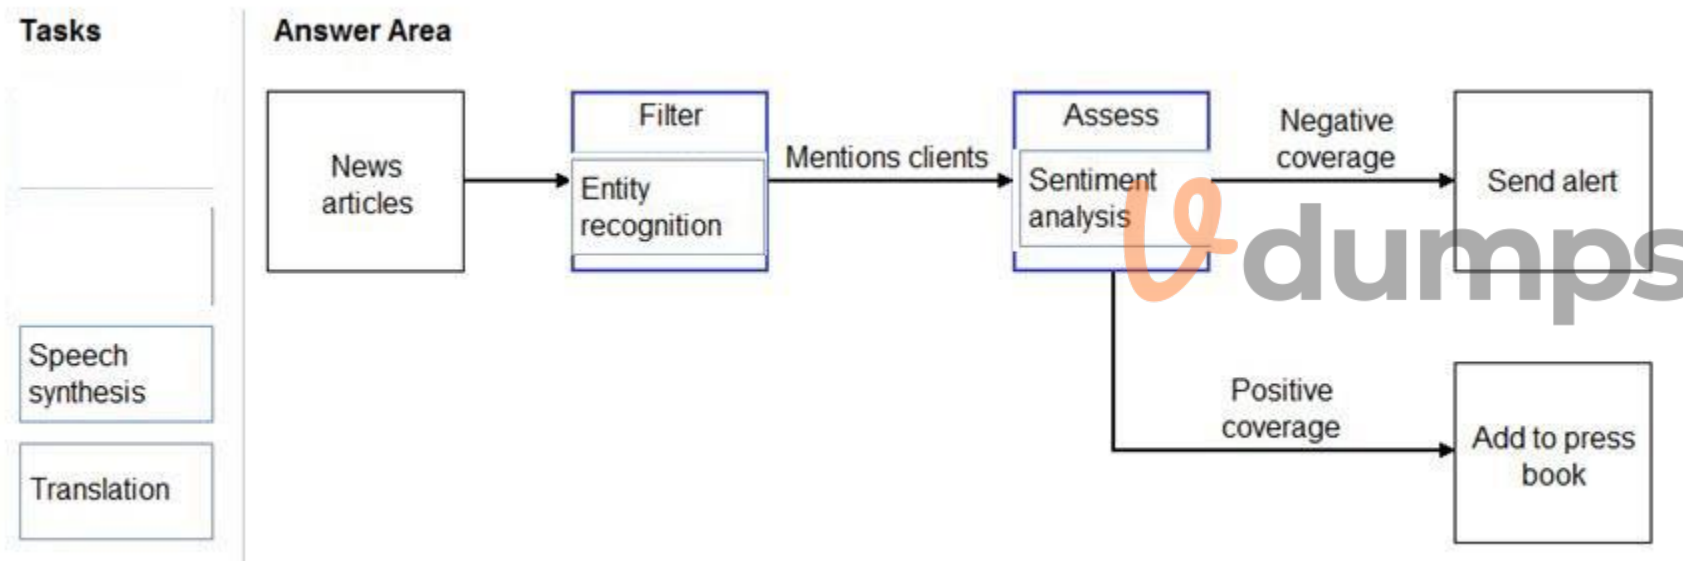 Tasks
Answer Area
Speech
synthesis
Translation
News
articles
Filter
Entity
recognition
Mentions clients
Assess
Sentiment
analysis
Negative
coverage
Send alert
Positive
coverage
Add to press
book
dumps